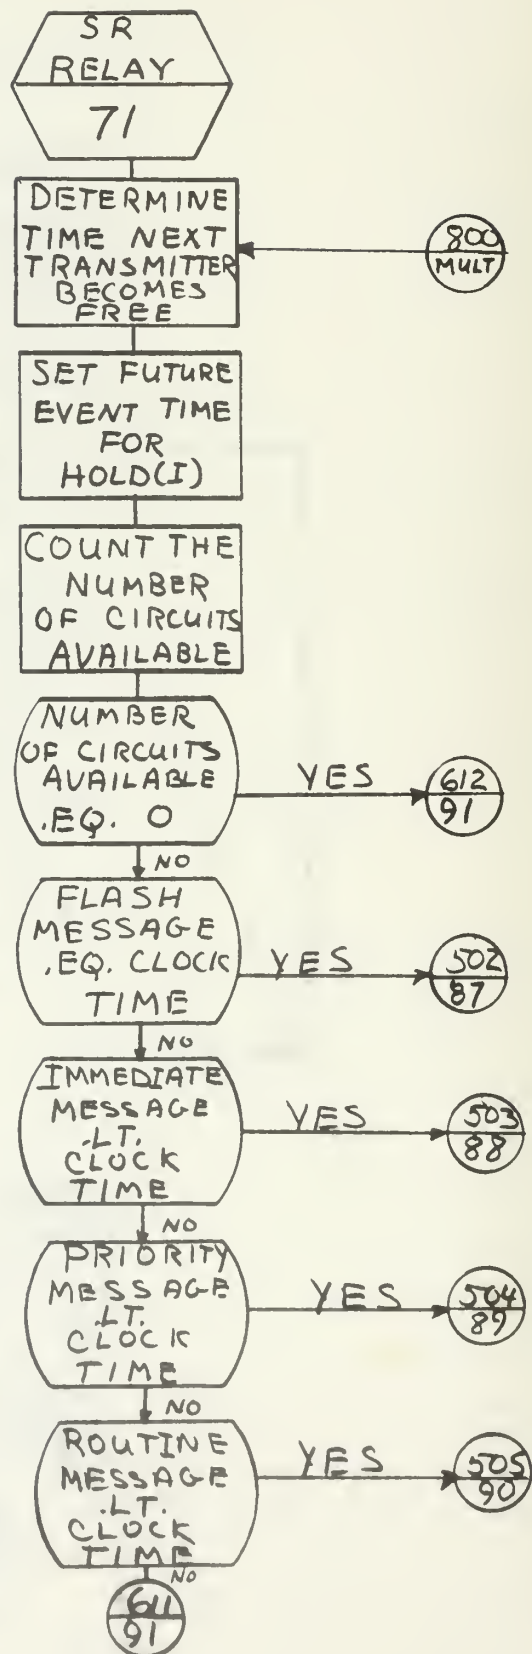 SR
RELAY
71
DETERMINE
TIME NEXT
TRANSMITTER
BECOMES
FREE
800
MULT
SET FUTURE
EVENT TIME
FOR
HOLD(I)
COUNT THE
NUMBER
OF CIRCUITS
AVAILABLE
NUMBER
OF CIRCUITS
AVAILABLE
.EQ. 0
YES
612
91
NO
FLASH
MESSAGE
.EQ. CLOCK
TIME
YES
502
87
NO
IMMEDIATE
MESSAGE
.LT.
CLOCK
TIME
YES
503
88
NO
PRIORITY
MESSAGE
.LT.
CLOCK
TIME
YES
504
89
NO
ROUTINE
MESSAGE
.LT.
CLOCK
TIME
YES
505
90
NO
611
91